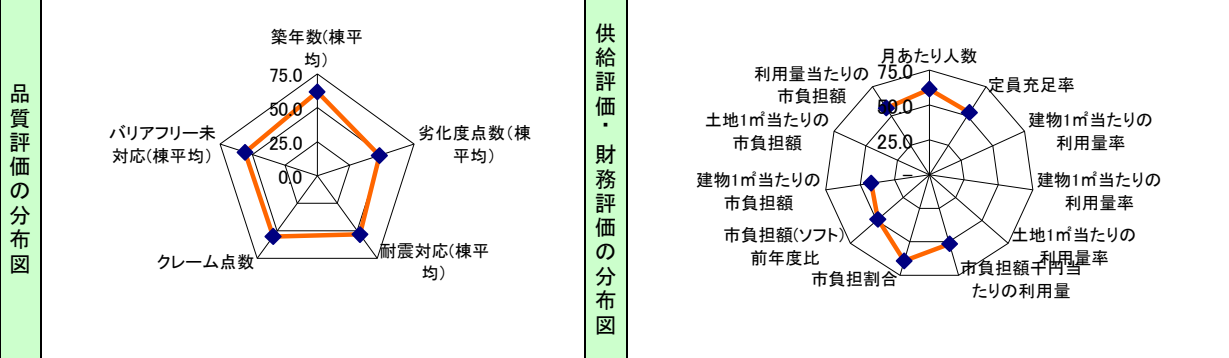 品質評価の分布図
築年数(棟平
均)
75.0
50.0
25.0
0.0
劣化度点数(棟
平均)
耐震対応(棟平
均)
クレーム点数
バリアフリー未
対応(棟平均)
供給評価・財務評価の分布図
月あたり人数
75.0
50.0
25.0
－
定員充足率
建物1㎡当たりの
利用量率
建物1㎡当たりの
利用量率
土地1㎡当たりの
利用量率
市負担額千円当
たりの利用量
市負担割合
市負担額(ソフト)
前年度比
建物1㎡当たりの
市負担額
土地1㎡当たりの
市負担額
利用量当たりの
市負担額